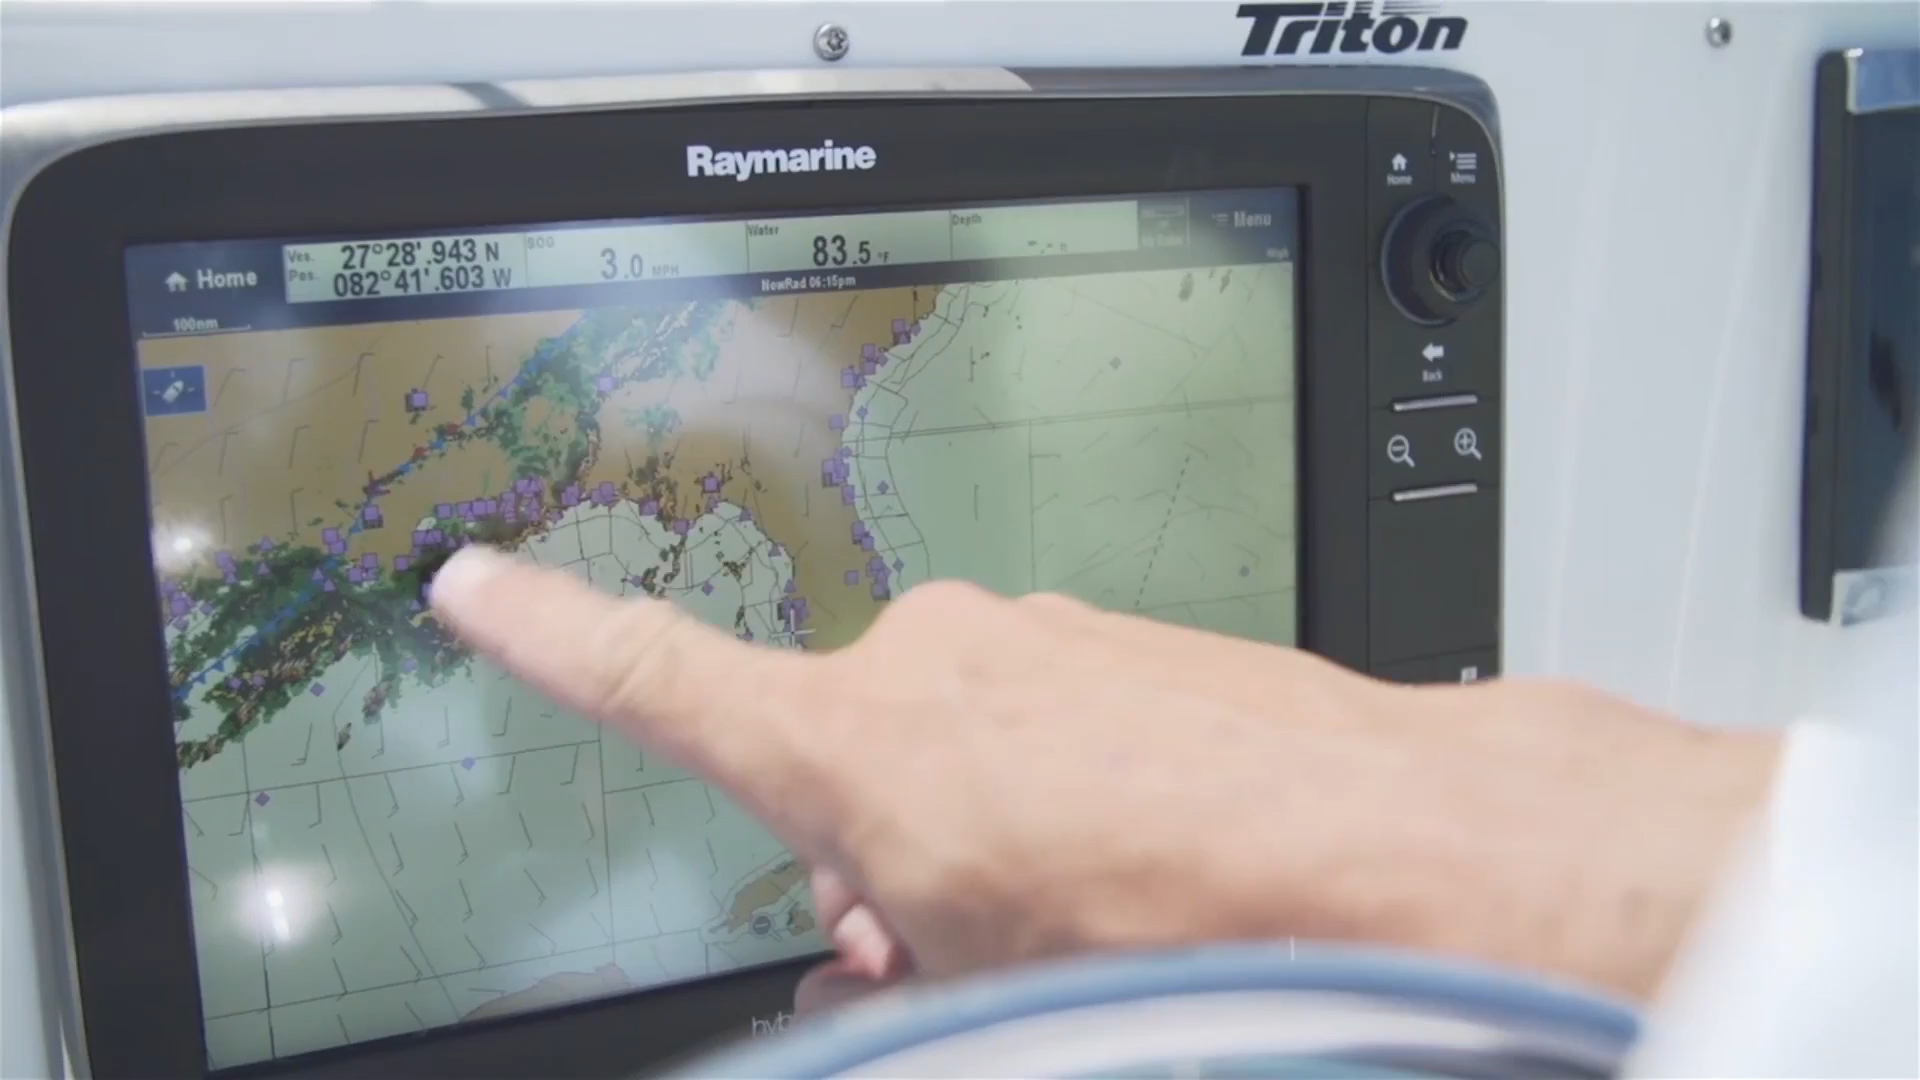 Triton
Raymarine
Home
Menu
Home
Ves. Pos.
27°28'.943 N
082°41'.603 W
SOG
3.0 MPH
Water
83.5 °F
Depth
Menu
High
NowRad 06:15pm
100nm
Back